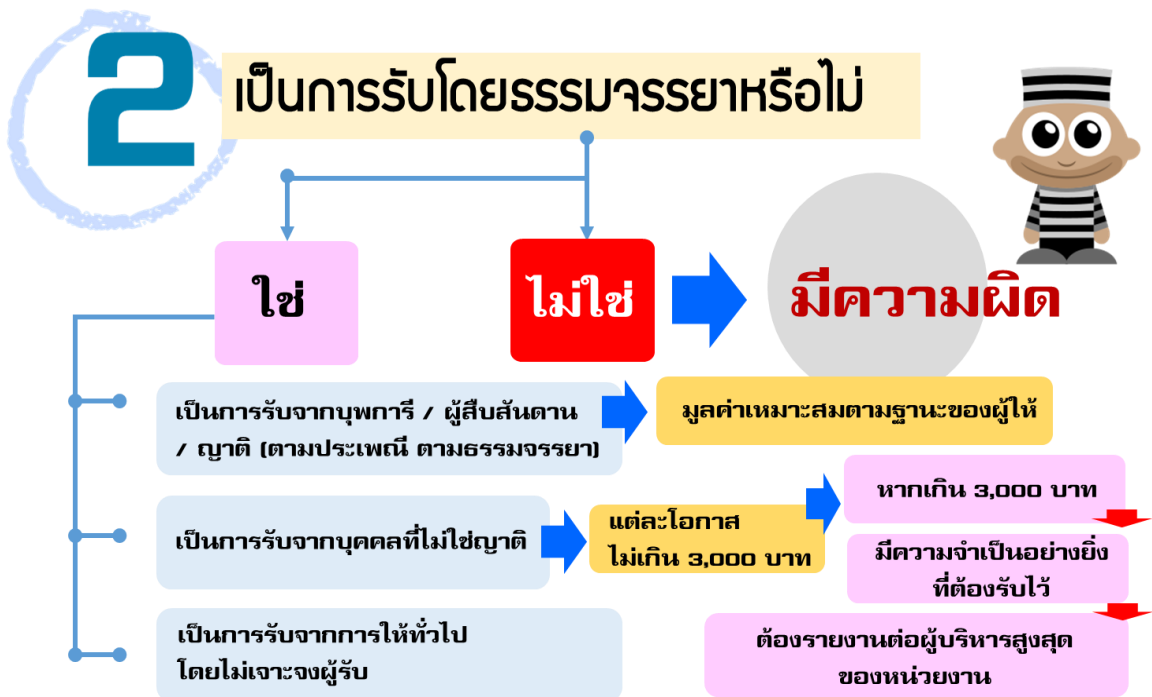 2
เป็นการรับโดยธรรมจรรยาหรือไม่
ใช่
ไม่ใช่
มีความผิด
เป็นการรับจากบุพการี / ผู้สืบสันดาน
/ ญาติ (ตามประเพณี ตามธรรมจรรยา)
มูลค่าเหมาะสมตามฐานะของผู้ให้
เป็นการรับจากบุคคลที่ไม่ใช่ญาติ
แต่ละโอกาส
ไม่เกิน 3,000 บาท
หากเกิน 3,000 บาท
มีความจำเป็นอย่างยิ่ง
ที่ต้องรับไว้
ต้องรายงานต่อผู้บริหารสูงสุด
ของหน่วยงาน
เป็นการรับจากการให้ทั่วไป
โดยไม่เจาะจงผู้รับ